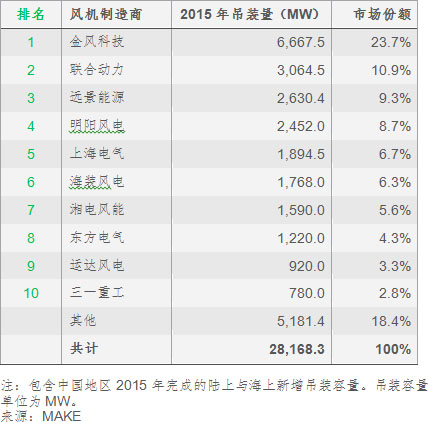 排名 风机制造商 2015 年吊装量（MW） 市场份额
1 金风科技 6,667.5 23.7%
2 联合动力 3,064.5 10.9%
3 远景能源 2,630.4 9.3%
4 明阳风电 2,452.0 8.7%
5 上海电气 1,894.5 6.7%
6 海装风电 1,768.0 6.3%
7 湘电风能 1,590.0 5.6%
8 东方电气 1,220.0 4.3%
9 运达风电 920.0 3.3%
10 三一重工 780.0 2.8%
其他 5,181.4 18.4%
共计 28,168.3 100%
注：包含中国地区 2015 年完成的陆上与海上新增吊装容量。吊装容量
单位为 MW。
来源：MAKE